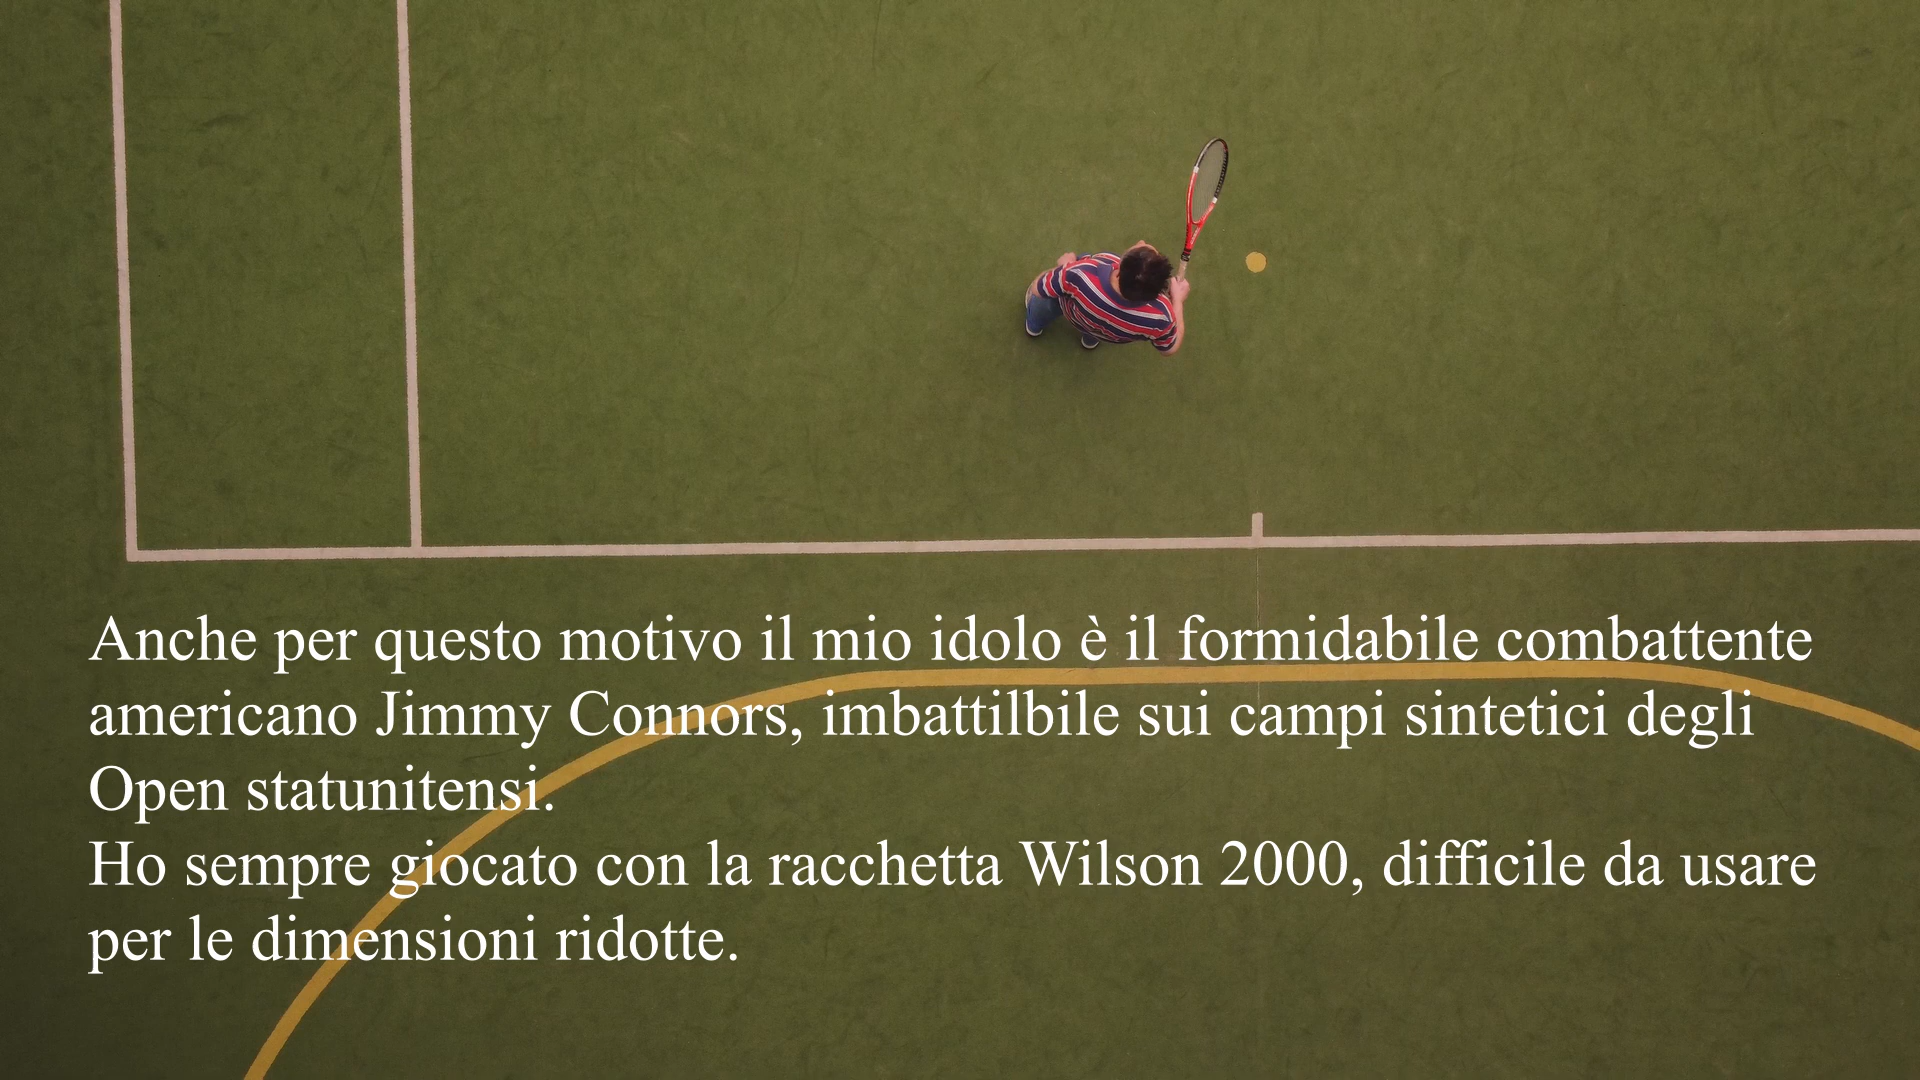 Anche per questo motivo il mio idolo è il formidabile combattente
americano Jimmy Connors, imbattilbile sui campi sintetici degli
Open statunitensi.
Ho sempre giocato con la racchetta Wilson 2000, difficile da usare
per le dimensioni ridotte.